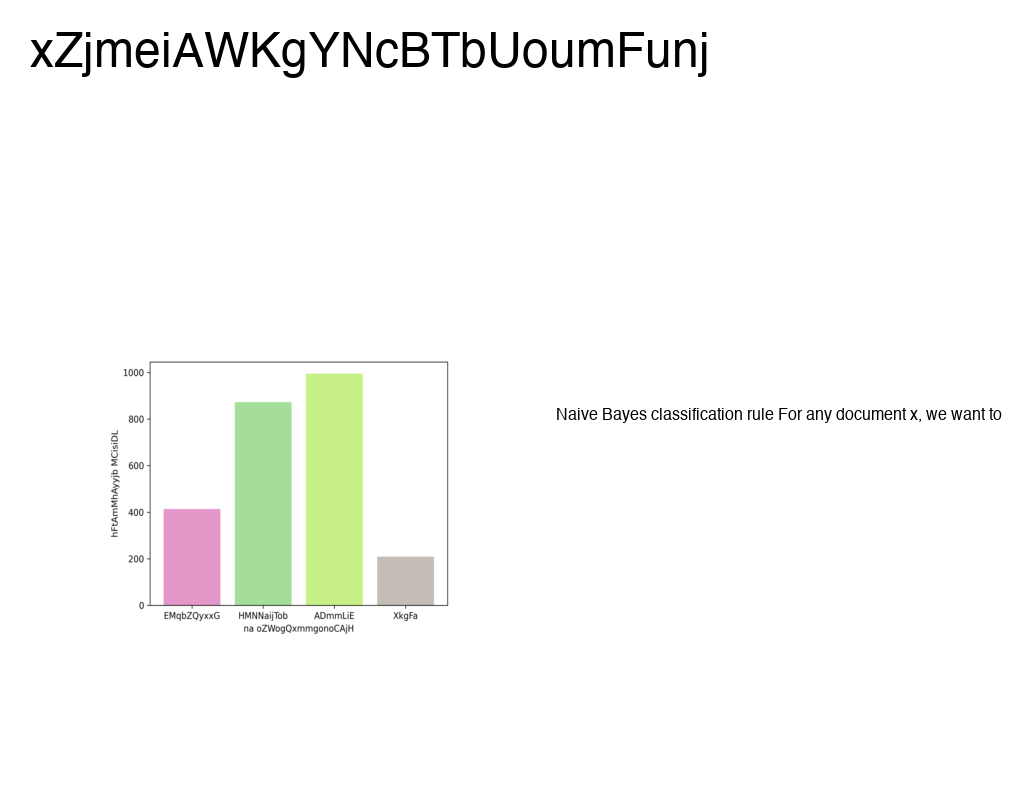 xZjmeiAWKgYNcBTbUoumFunj
1000
800
600
400
200
0
hFtAmMhAyyjb MCisiDL
EMqbZQyxxG HMNNaijTob ADmmLiE XkgFa
na oZWogQxmmgonoCAjH
Naive Bayes classification rule For any document x, we want to